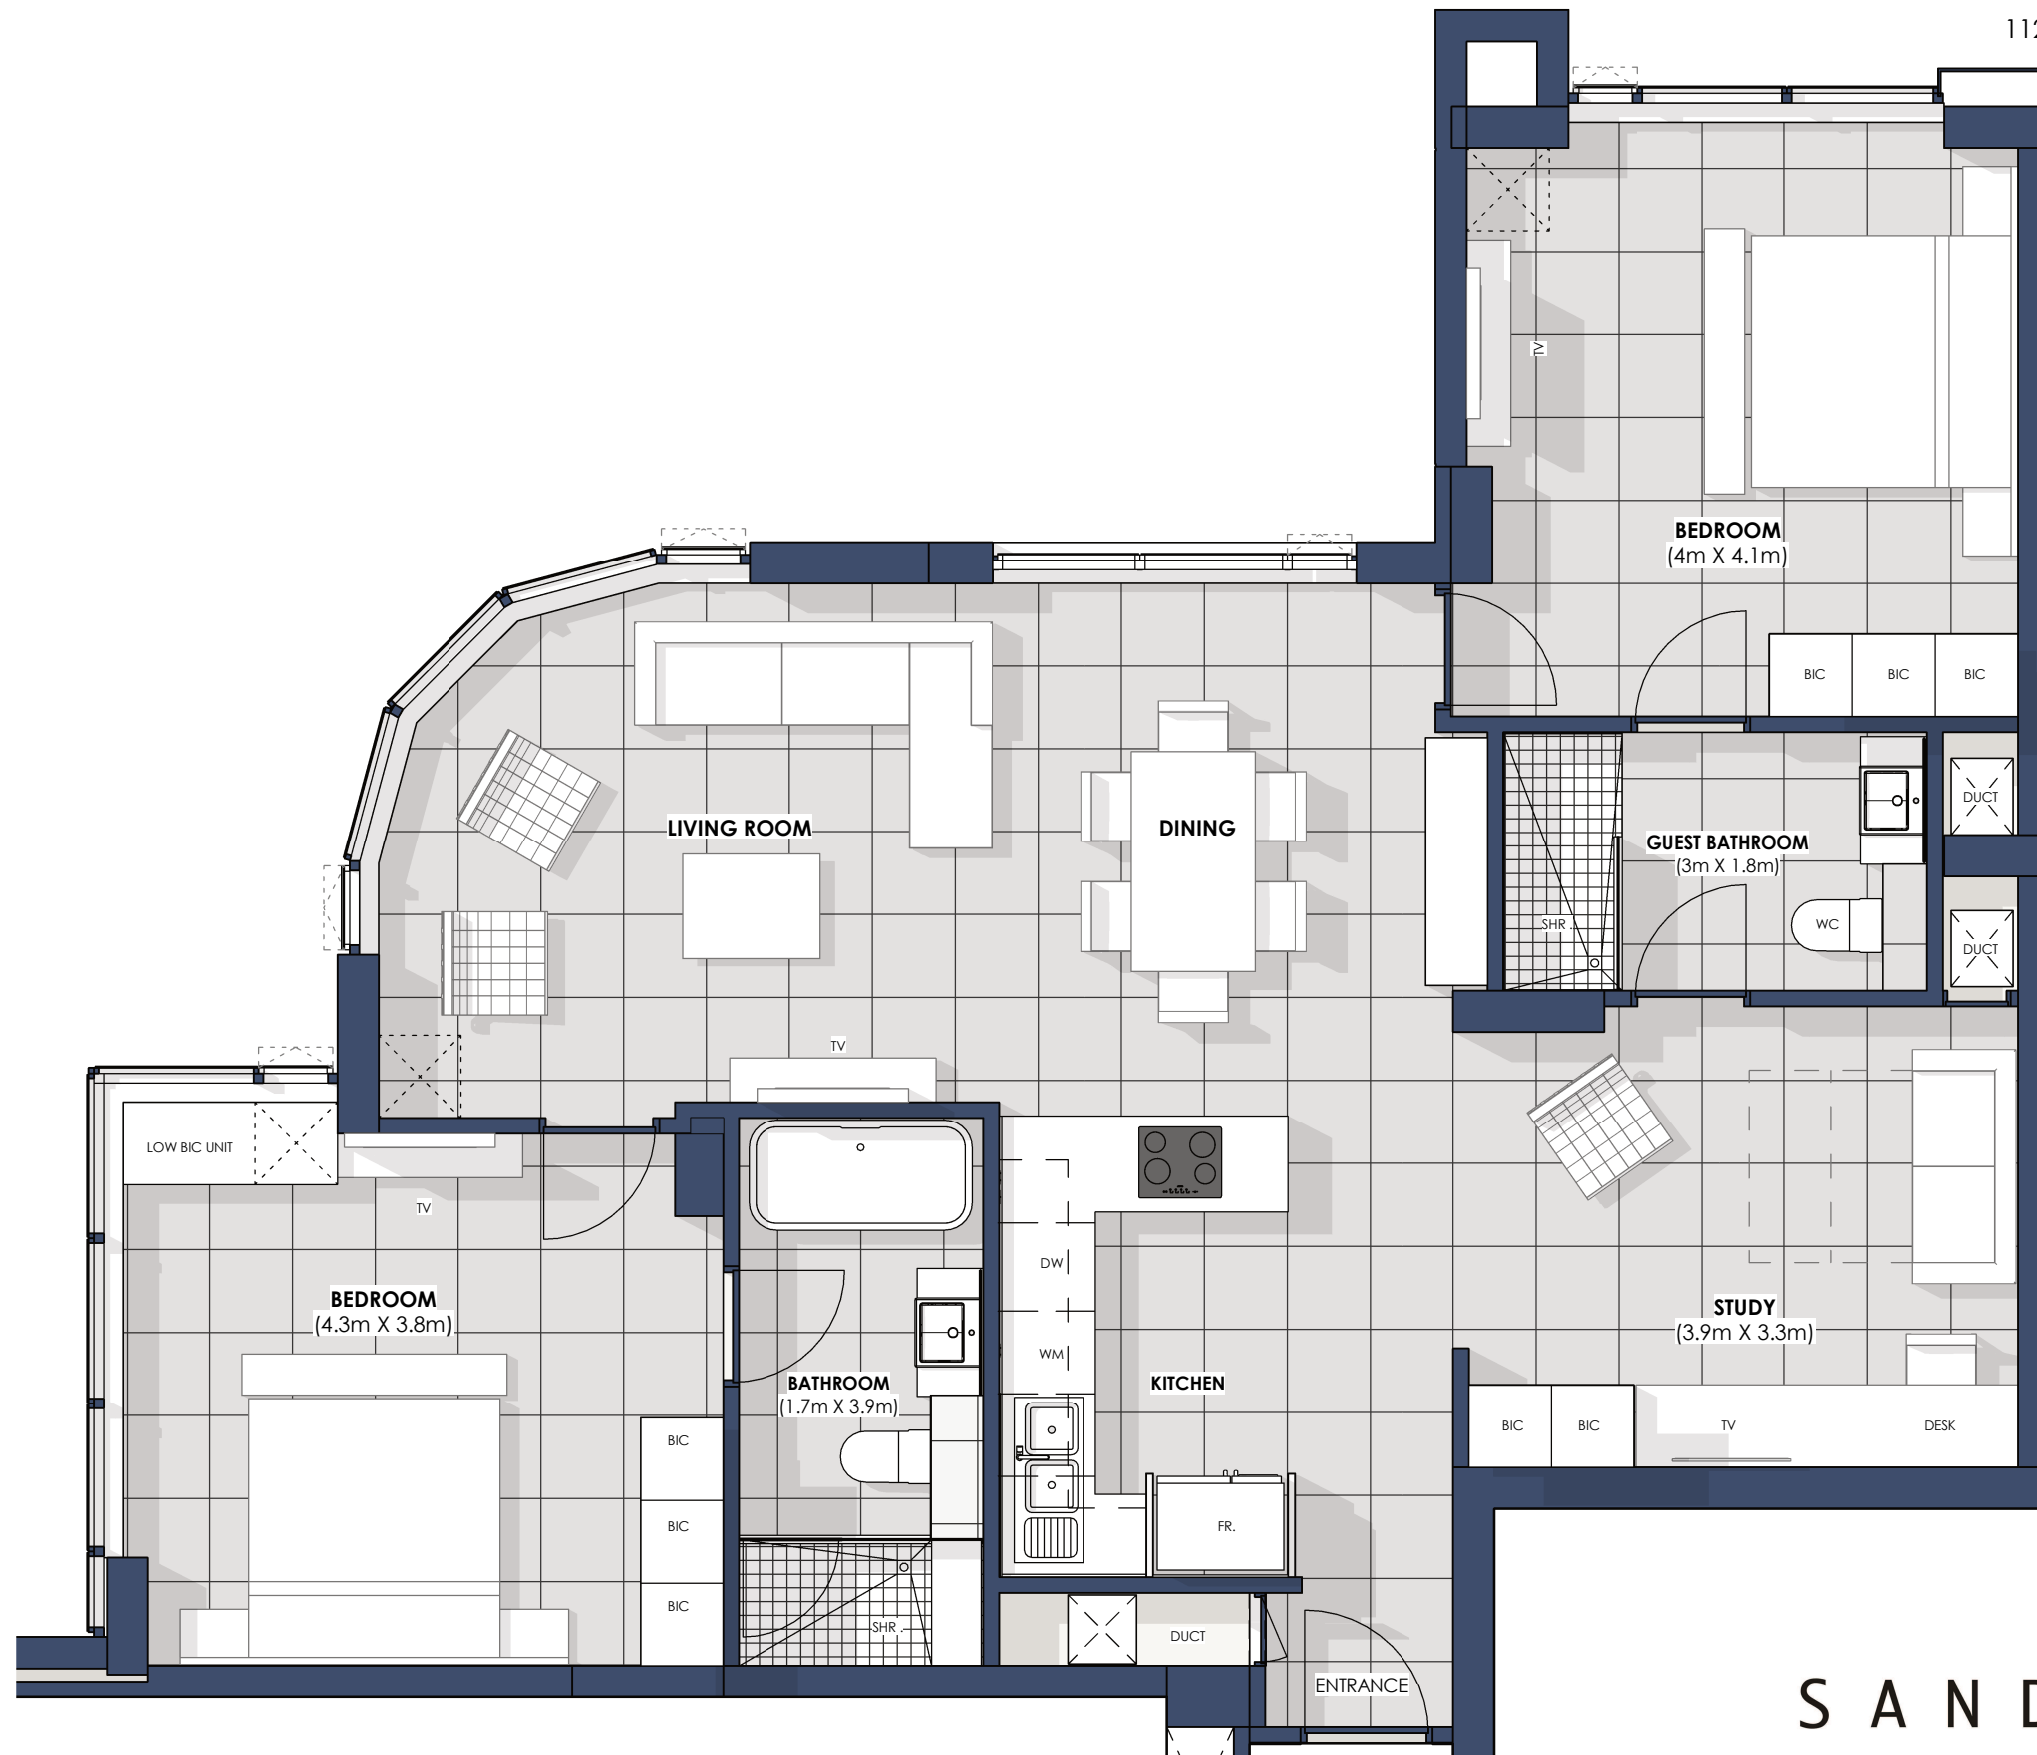 112
TV
BEDROOM
(4m X 4.1m)
BIC
BIC
BIC
LIVING ROOM
DINING
GUEST BATHROOM
(3m X 1.8m)
DUCT
SHR .
WC
DUCT
TV
LOW BIC UNIT
TV
DW
BEDROOM
(4.3m X 3.8m)
STUDY
(3.9m X 3.3m)
WM
BATHROOM
(1.7m X 3.9m)
KITCHEN
BIC
BIC
BIC
TV
DESK
BIC
FR.
BIC
SHR .
DUCT
ENTRANCE
SAND